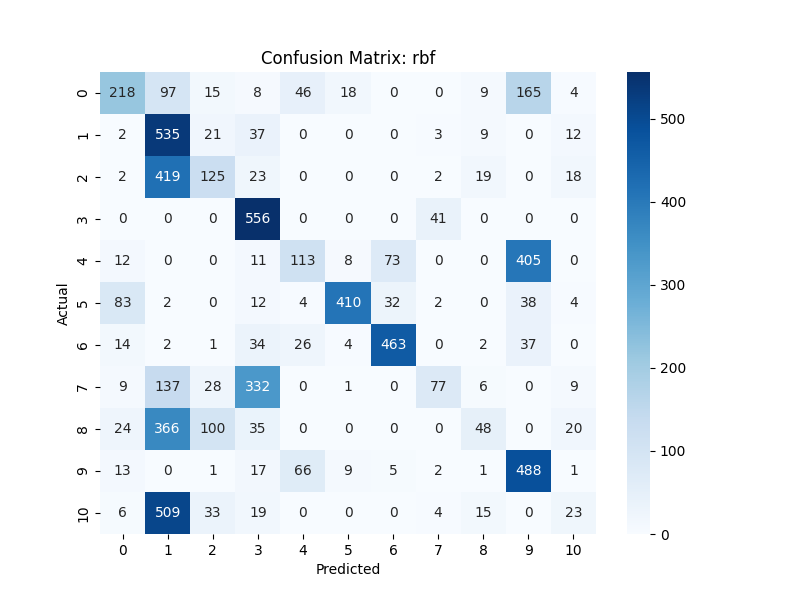 Confusion Matrix: rbf
0 218 97 15 8 46 18 0 0 9 165 4
1 2 535 21 37 0 0 0 3 9 0 12
2 2 419 125 23 0 0 0 2 19 0 18
3 0 0 0 556 0 0 0 41 0 0 0
4 12 0 0 11 113 8 73 0 0 405 0
5 83 2 0 12 4 410 32 2 0 38 4
6 14 2 1 34 26 4 463 0 2 37 0
7 9 137 28 332 0 1 0 77 6 0 9
8 24 366 100 35 0 0 0 0 48 0 20
9 13 0 1 17 66 9 5 2 1 488 1
10 6 509 33 19 0 0 0 4 15 0 23
0 1 2 3 4 5 6 7 8 9 10
Predicted
Actual
500
400
300
200
100
0